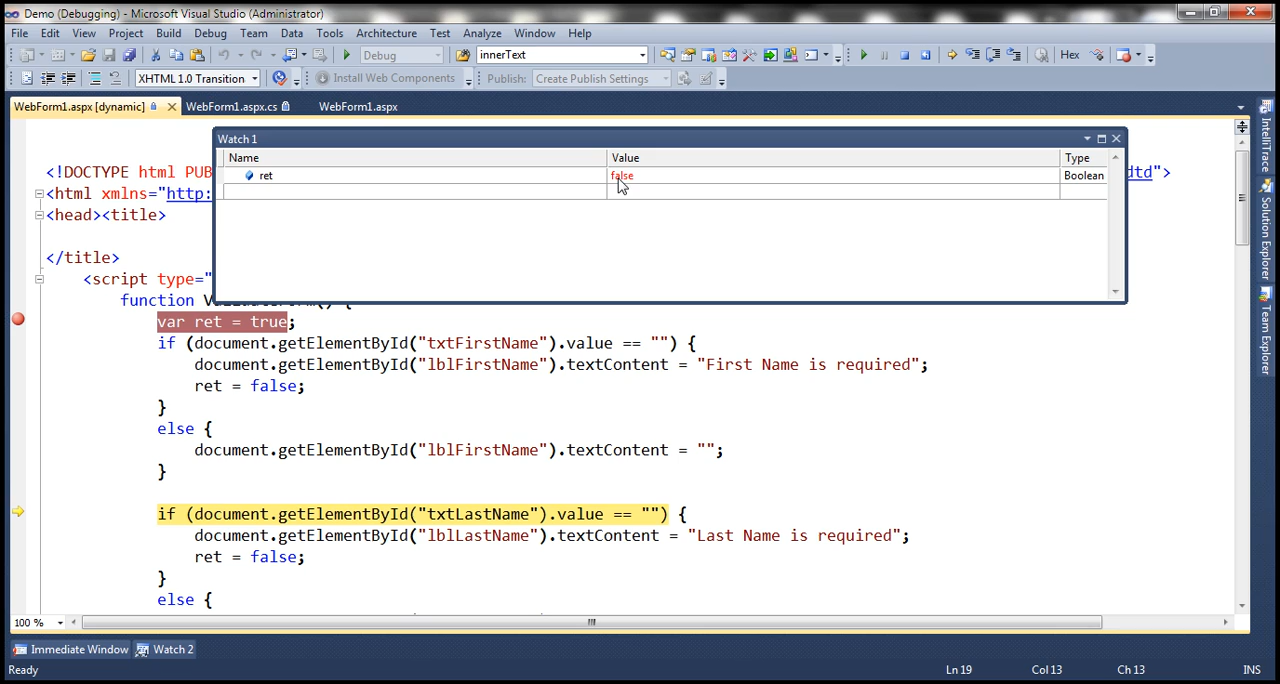 Demo (Debugging) - Microsoft Visual Studio (Administrator)
File Edit View Project Build Debug Team Data Tools Architecture Test Analyze Window Help
Debug innerText Hex
XHTML 1.0 Transition Install Web Components Publish: Create Publish Settings
WebForm1.aspx [dynamic] WebForm1.aspx.cs WebForm1.aspx
Watch 1
Name Value Type
ret false Boolean
<!DOCTYPE html PUB dtd">
<html xmlns="http:
<head><title>
</title>
<script type="
function () {
var ret = true;
if (document.getElementById("txtFirstName").value == "") {
document.getElementById("lblFirstName").textContent = "First Name is required";
ret = false;
}
else {
document.getElementById("lblFirstName").textContent = "";
}
if (document.getElementById("txtLastName").value == "") {
document.getElementById("lblLastName").textContent = "Last Name is required";
ret = false;
}
else {
100 %
Immediate Window Watch 2
Ready Ln 19 Col 13 Ch 13 INS
IntelliTrace
Solution Explorer
Team Explorer